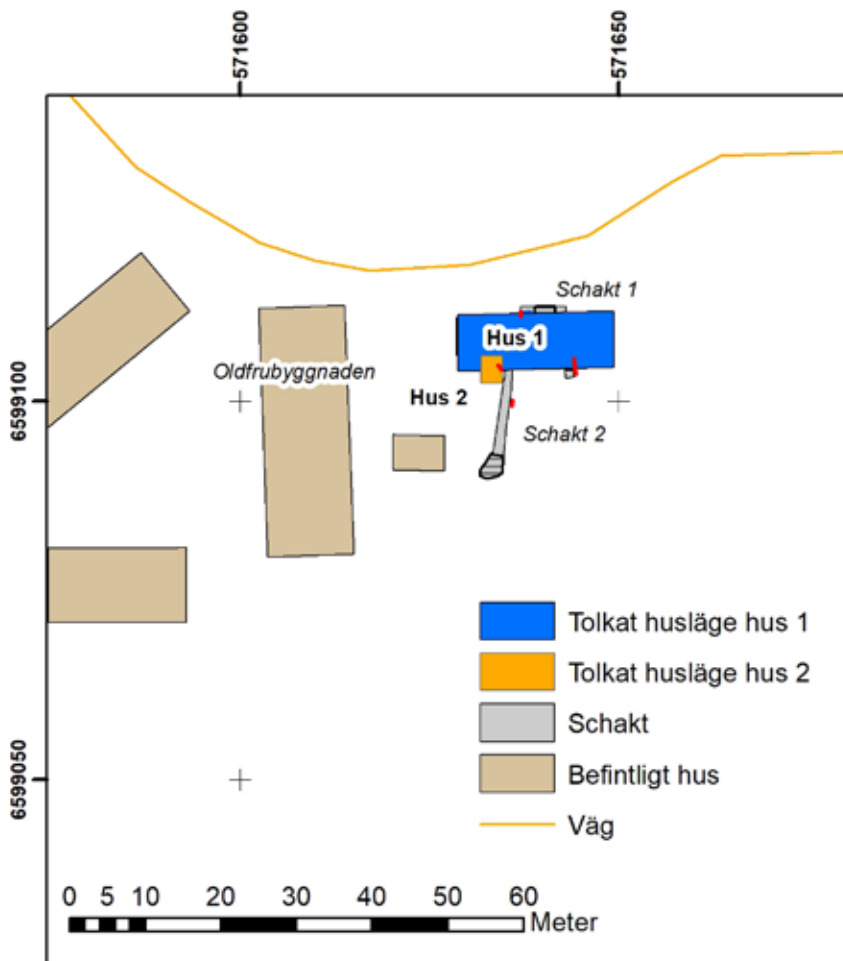 571600
571650
Schakt 1
Hus 1
Oldfrubyggnaden
6599100
Hus 2
Schakt 2
Tolkat husläge hus 1
Tolkat husläge hus 2
Schakt
Befintligt hus
Väg
6599050
0 5 10 20 30 40 50 60
Meter